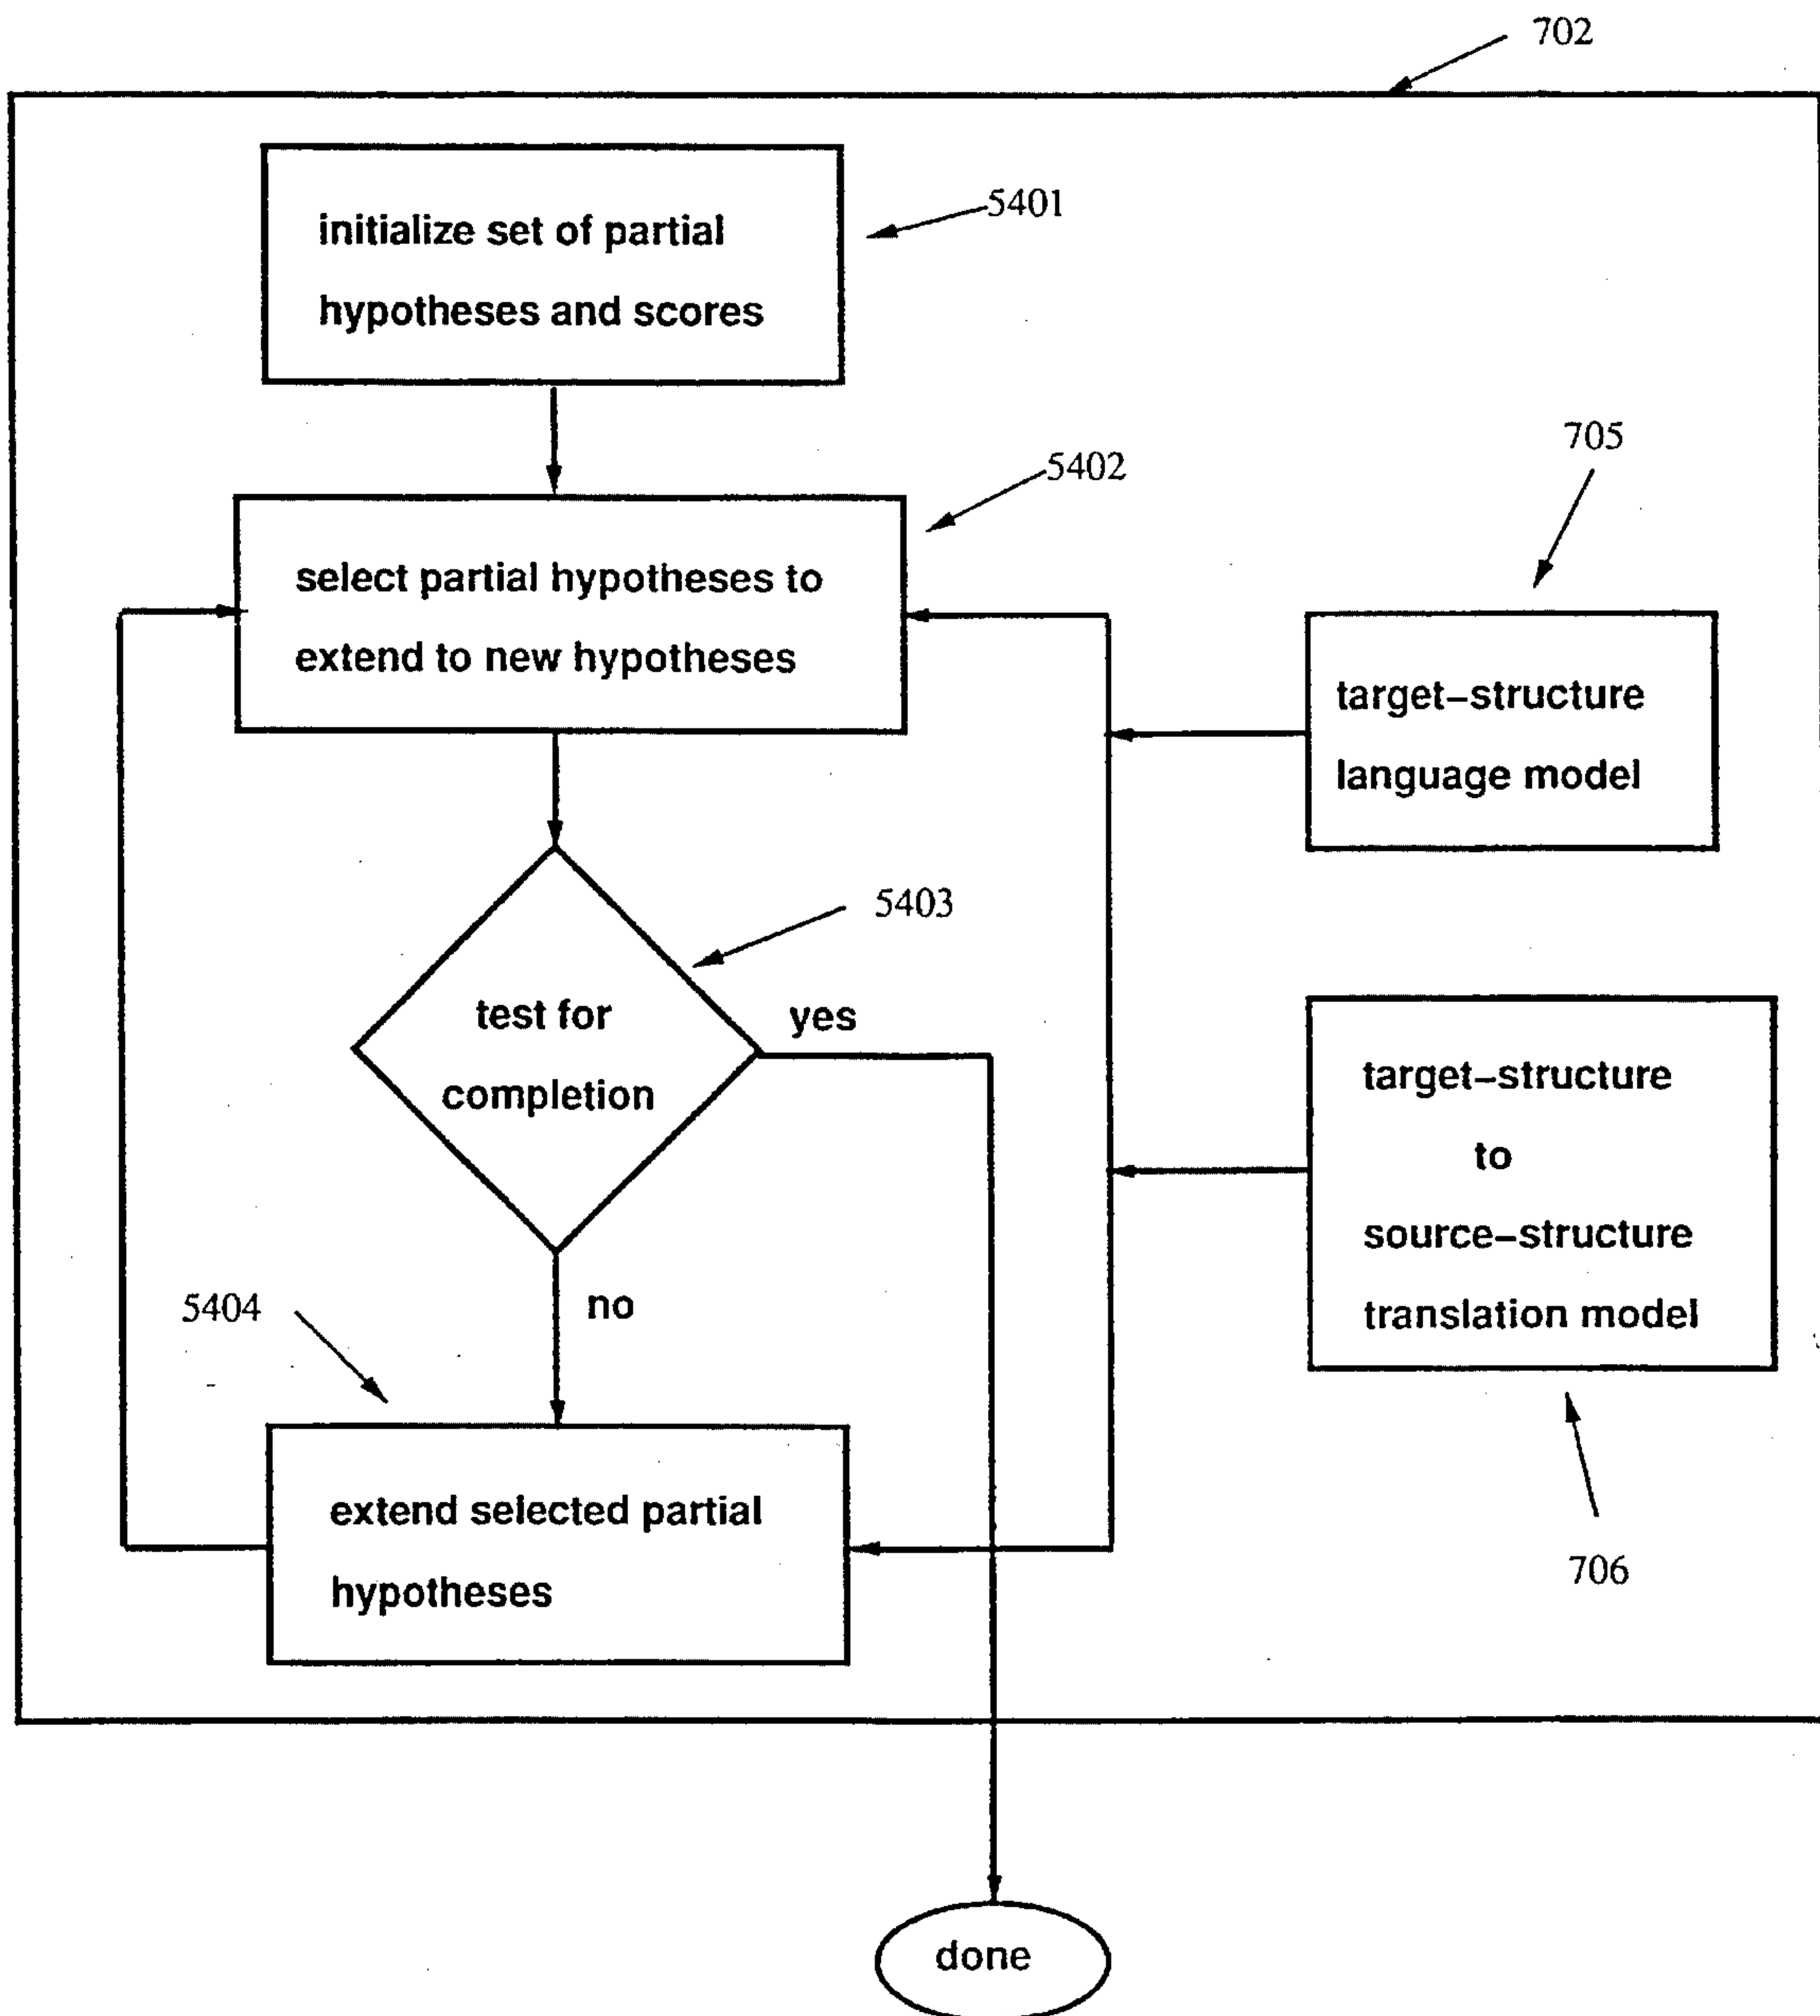 702
initialize set of partial
hypotheses and scores
5401
5402
select partial hypotheses to
extend to new hypotheses
705
target–structure
language model
5403
test for
completion
yes
no
target–structure
to
source–structure
translation model
706
5404
extend selected partial
hypotheses
done